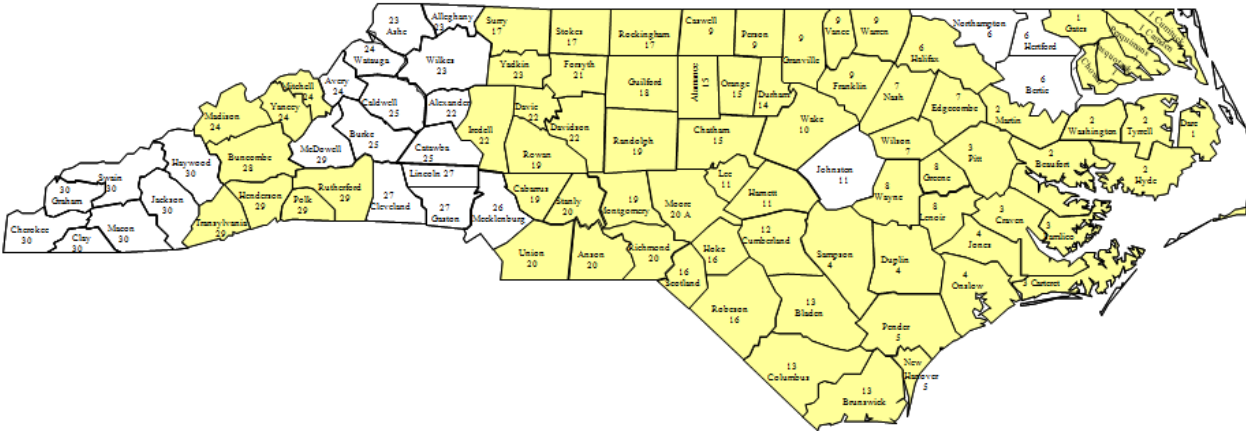 23
Ashe
Alleghany
23
Surry
17
Stokes
17
Rockingham
17
Caswell
9
Person
9
9
Granville
9
Vance
9
Warren
Northampton
6
6
Hertford
1
Gates
1 Currituck
1 Camden
6
Halifax
24
Watauga
Wilkes
23
Yadkin
23
Forsyth
21
Guilford
18
Alamance
15
Orange
15
Durham
14
9
Franklin
7
Nash
7
Edgecombe
6
Bertie
Mitchell
24
Avery
24
Yancey
24
Caldwell
25
Alexander
22
Iredell
22
Davie
22
Davidson
22
Randolph
19
Chatham
15
Wake
10
Wilson
7
2
Martin
2
Washington
2
Tyrrell
Dare
1
Madison
24
Buncombe
28
McDowell
29
Burke
25
Catawba
25
Rowan
19
Johnston
11
8
Greene
3
Pitt
2
Beaufort
2
Hyde
Haywood
30
Swain
30
30
Graham
Jackson
30
Henderson
29
Polk
29
Rutherford
29
27
Cleveland
Lincoln 27
27
Gaston
26
Mecklenburg
Cabarrus
19
Stanly
20
19
Montgomery
Moore
20 A
Lee
11
Harnett
11
8
Wayne
8
Lenoir
3
Craven
3
Pamlico
Cherokee
30
Clay
30
Macon
30
Transylvania
29
Union
20
Anson
20
Richmond
20
16
Scotland
Hoke
16
12
Cumberland
Sampson
4
Duplin
4
4
Jones
4
Onslow
3 Carteret
Robeson
16
13
Bladen
Pender
5
13
Columbus
13
Brunswick
New
Hanover
5